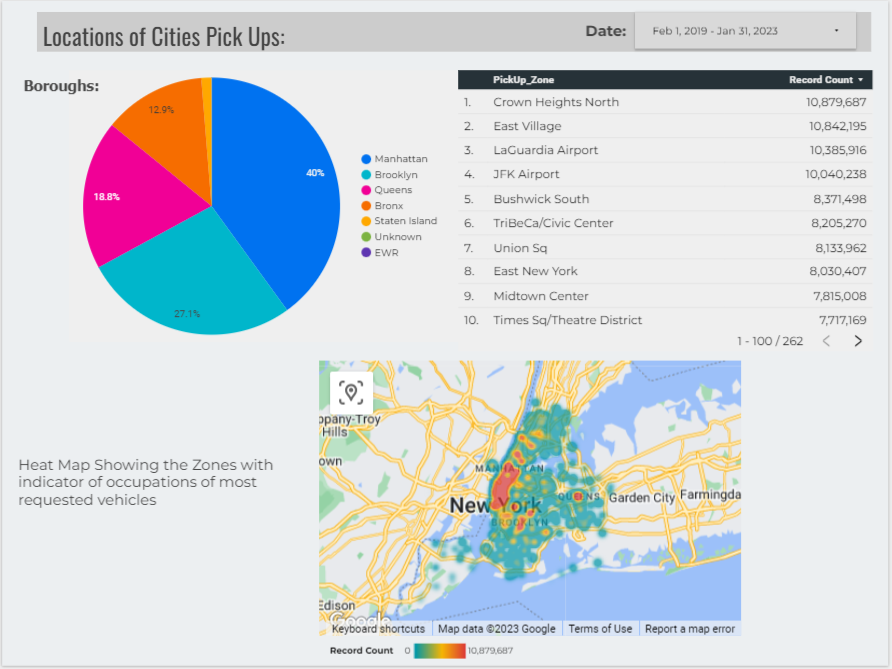 Locations of Cities Pick Ups:
Date:
Feb 1, 2019 - Jan 31, 2023
Boroughs:
12.9%
40%
18.8%
27.1%
Manhattan
Brooklyn
Queens
Bronx
Staten Island
Unknown
EWR
PickUp_Zone Record Count
1. Crown Heights North 10,879,687
2. East Village 10,842,195
3. LaGuardia Airport 10,385,916
4. JFK Airport 10,040,238
5. Bushwick South 8,371,498
6. TriBeCa/Civic Center 8,205,270
7. Union Sq 8,133,962
8. East New York 8,030,407
9. Midtown Center 7,815,008
10. Times Sq/Theatre District 7,717,169
1 - 100 / 262
Heat Map Showing the Zones with
indicator of occupations of most
requested vehicles
ppany-Troy
Hills
own
MANHATTAN
QUEENS Garden City Farmingda
New York
BROOKLYN
Edison
Google
Keyboard shortcuts Map data ©2023 Google Terms of Use Report a map error
Record Count 0 10,879,687